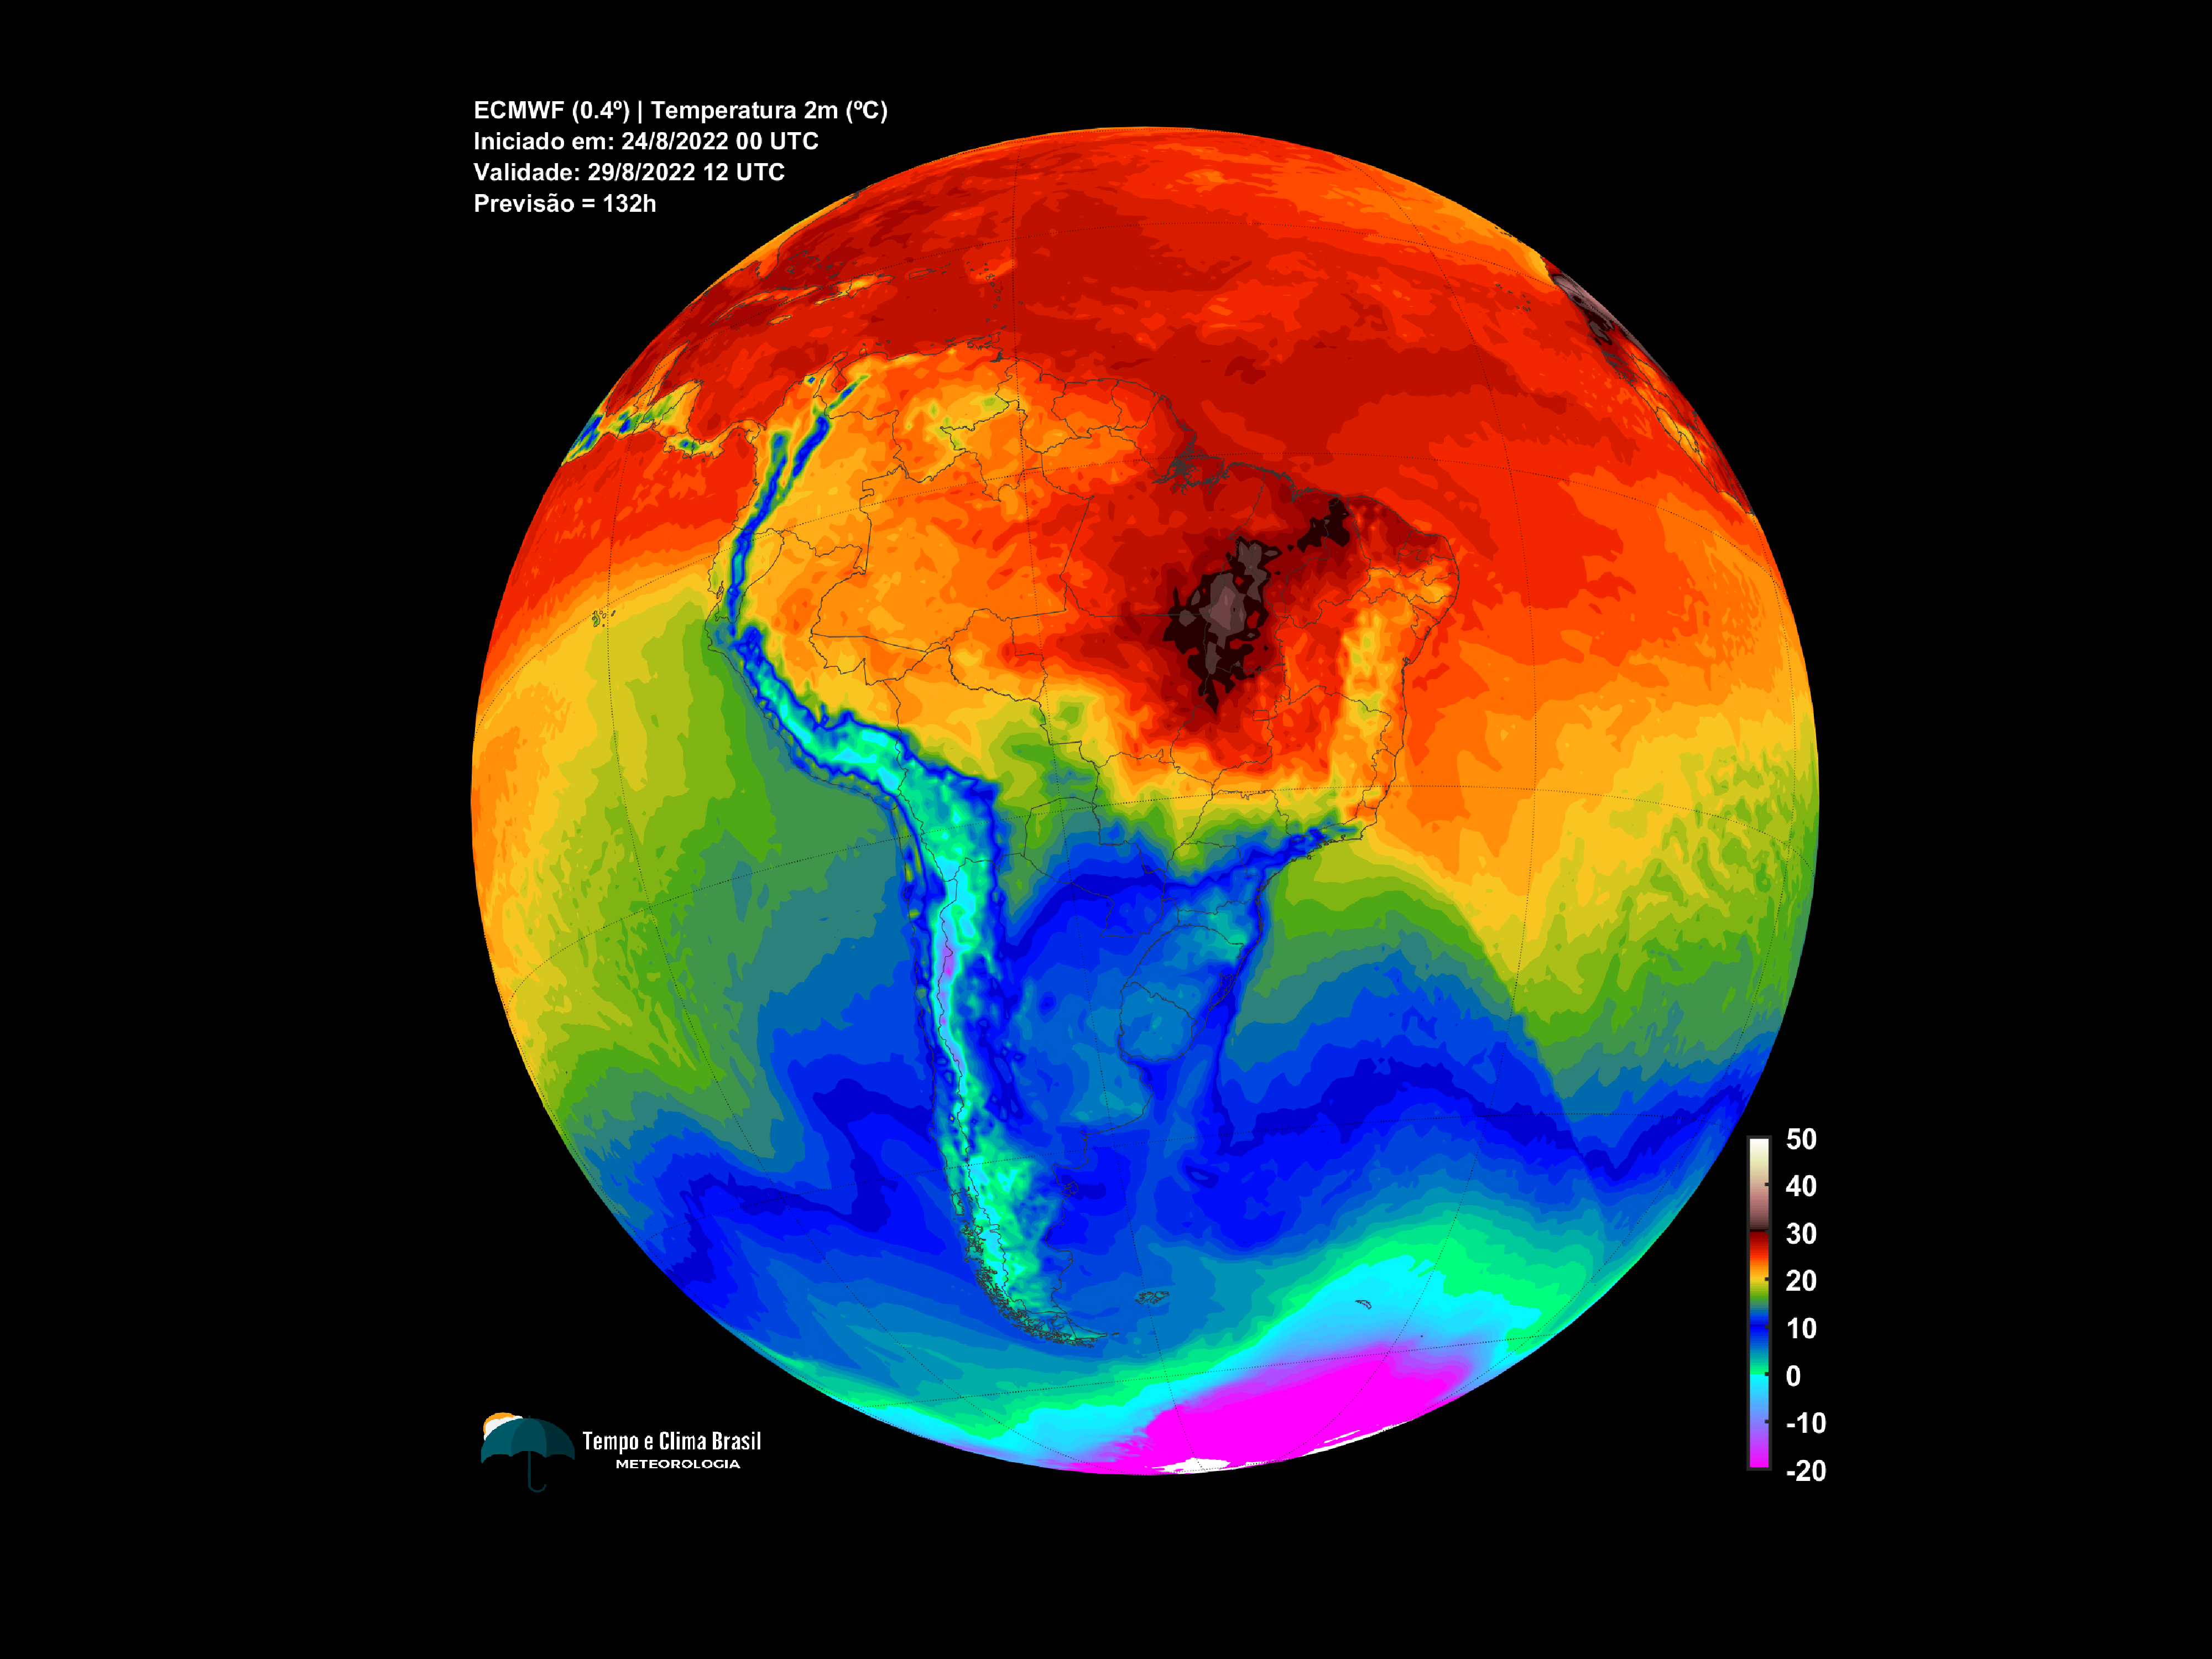 ECMWF (0.4º) | Temperatura 2m (ºC)
Iniciado em: 24/8/2022 00 UTC
Validade: 29/8/2022 12 UTC
Previsão = 132h
50
40
30
20
10
0
-10
-20
Tempo e Clima Brasil
METEOROLOGIA